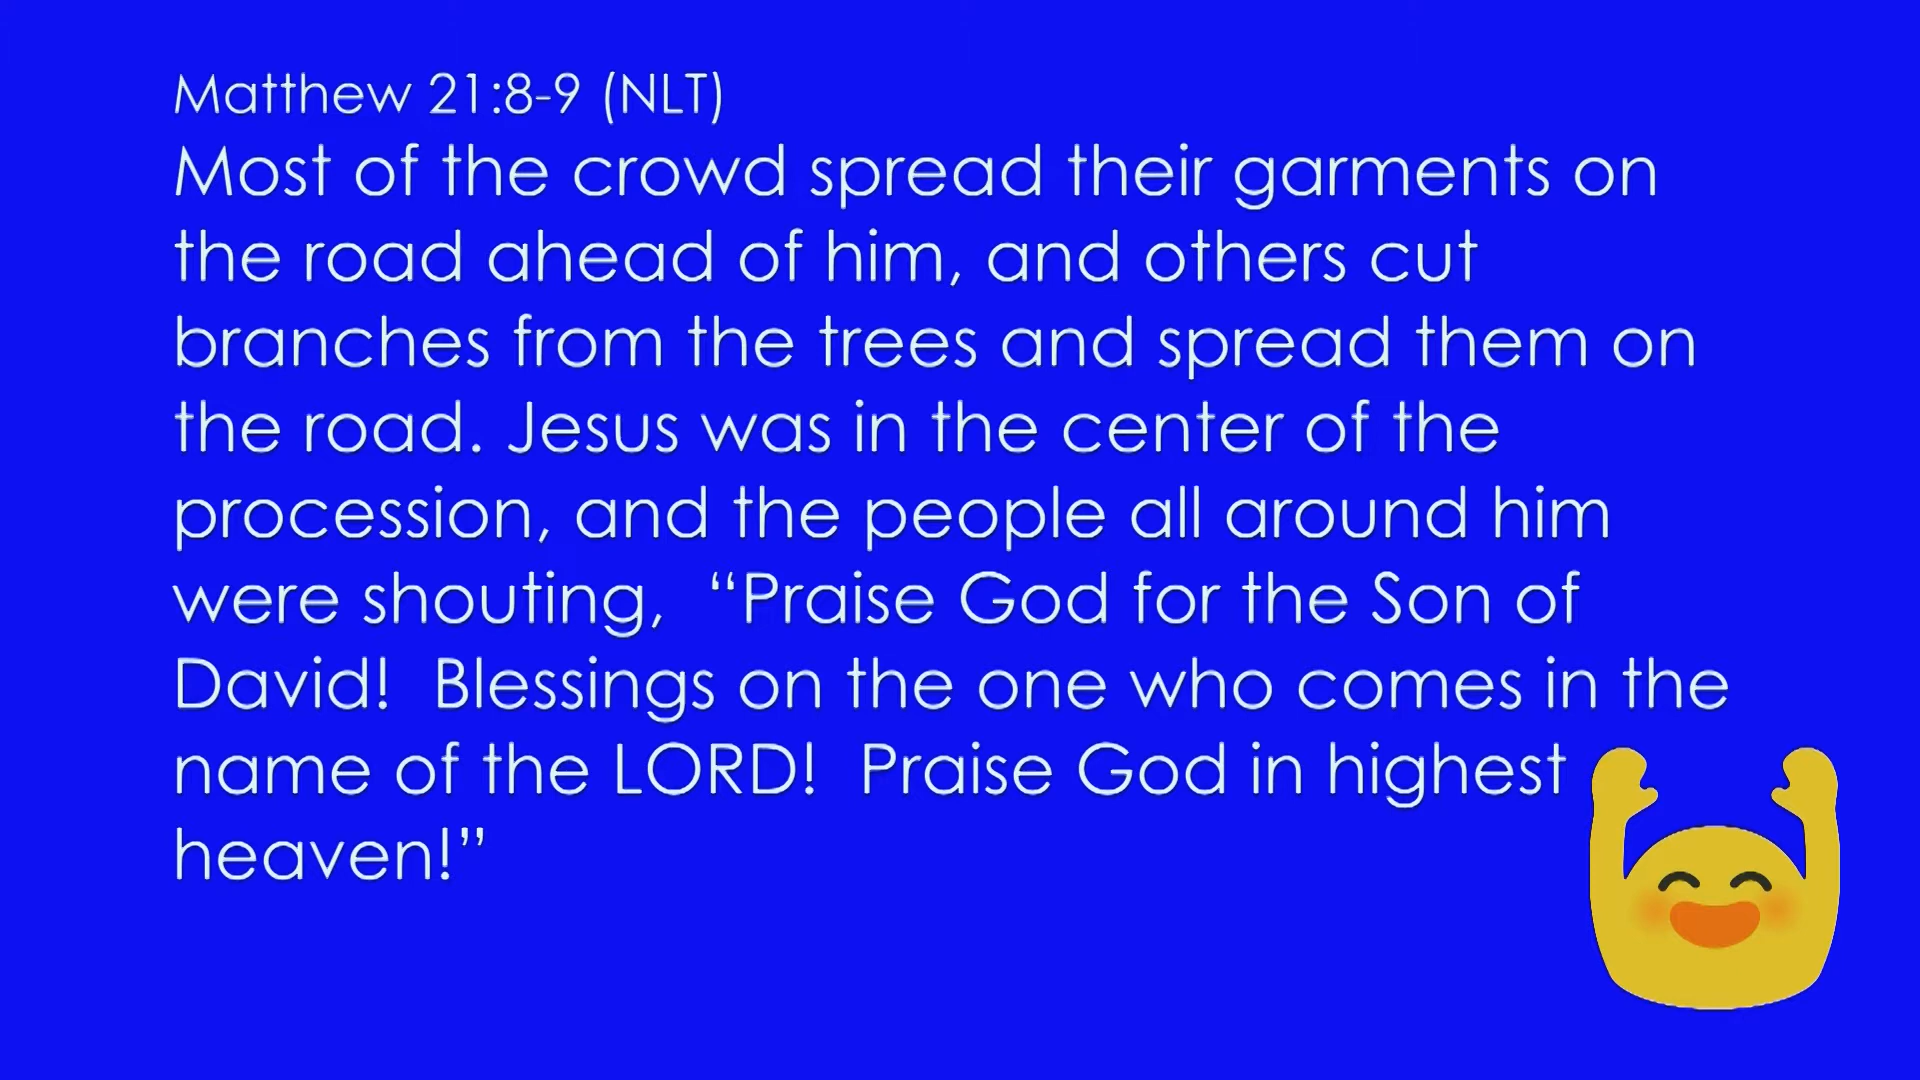 Matthew 21:8-9 (NLT)
Most of the crowd spread their garments on
the road ahead of him, and others cut
branches from the trees and spread them on
the road. Jesus was in the center of the
procession, and the people all around him
were shouting,  “Praise God for the Son of
David!  Blessings on the one who comes in the
name of the LORD!  Praise God in highest
heaven!”